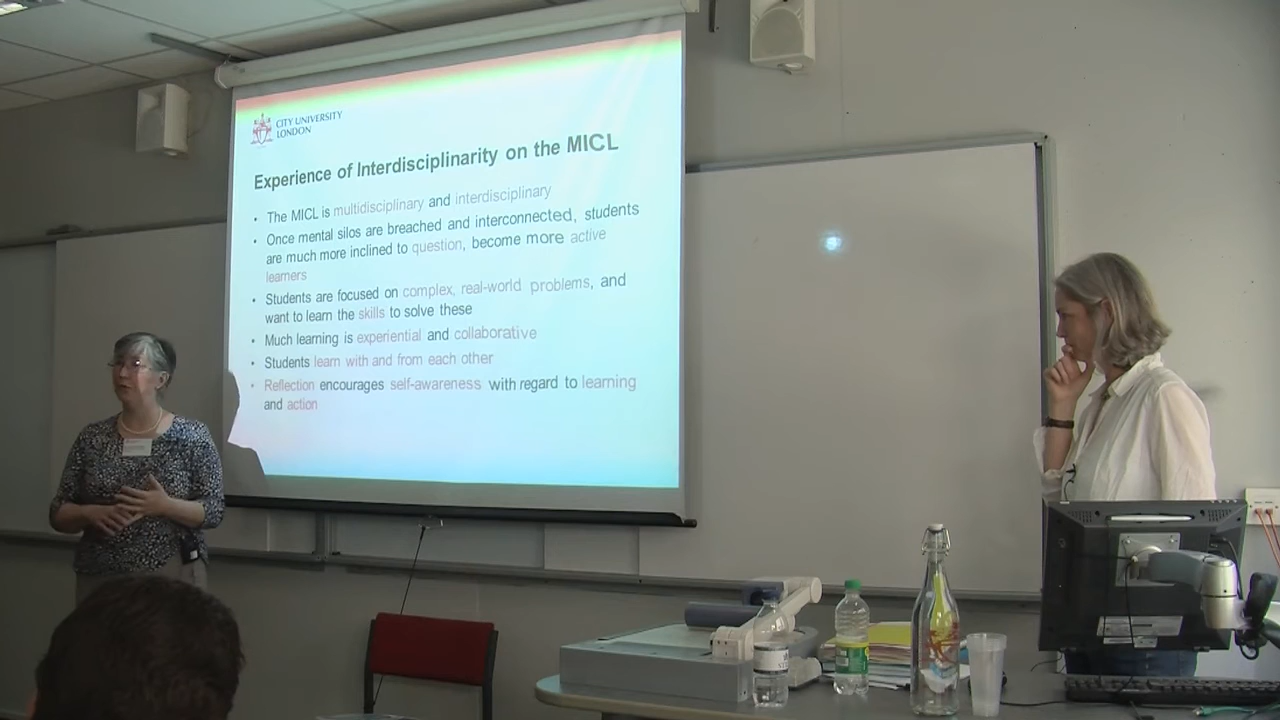 CITY UNIVERSITY
LONDON
Experience of Interdisciplinarity on the MICL
• The MICL is multidisciplinary and interdisciplinary
• Once mental silos are breached and interconnected, students
are much more inclined to question, become more active
learners
• Students are focused on complex, real-world problems, and
want to learn the skills to solve these
• Much learning is experiential and collaborative
• Students learn with and from each other
• Reflection encourages self-awareness with regard to learning
and action